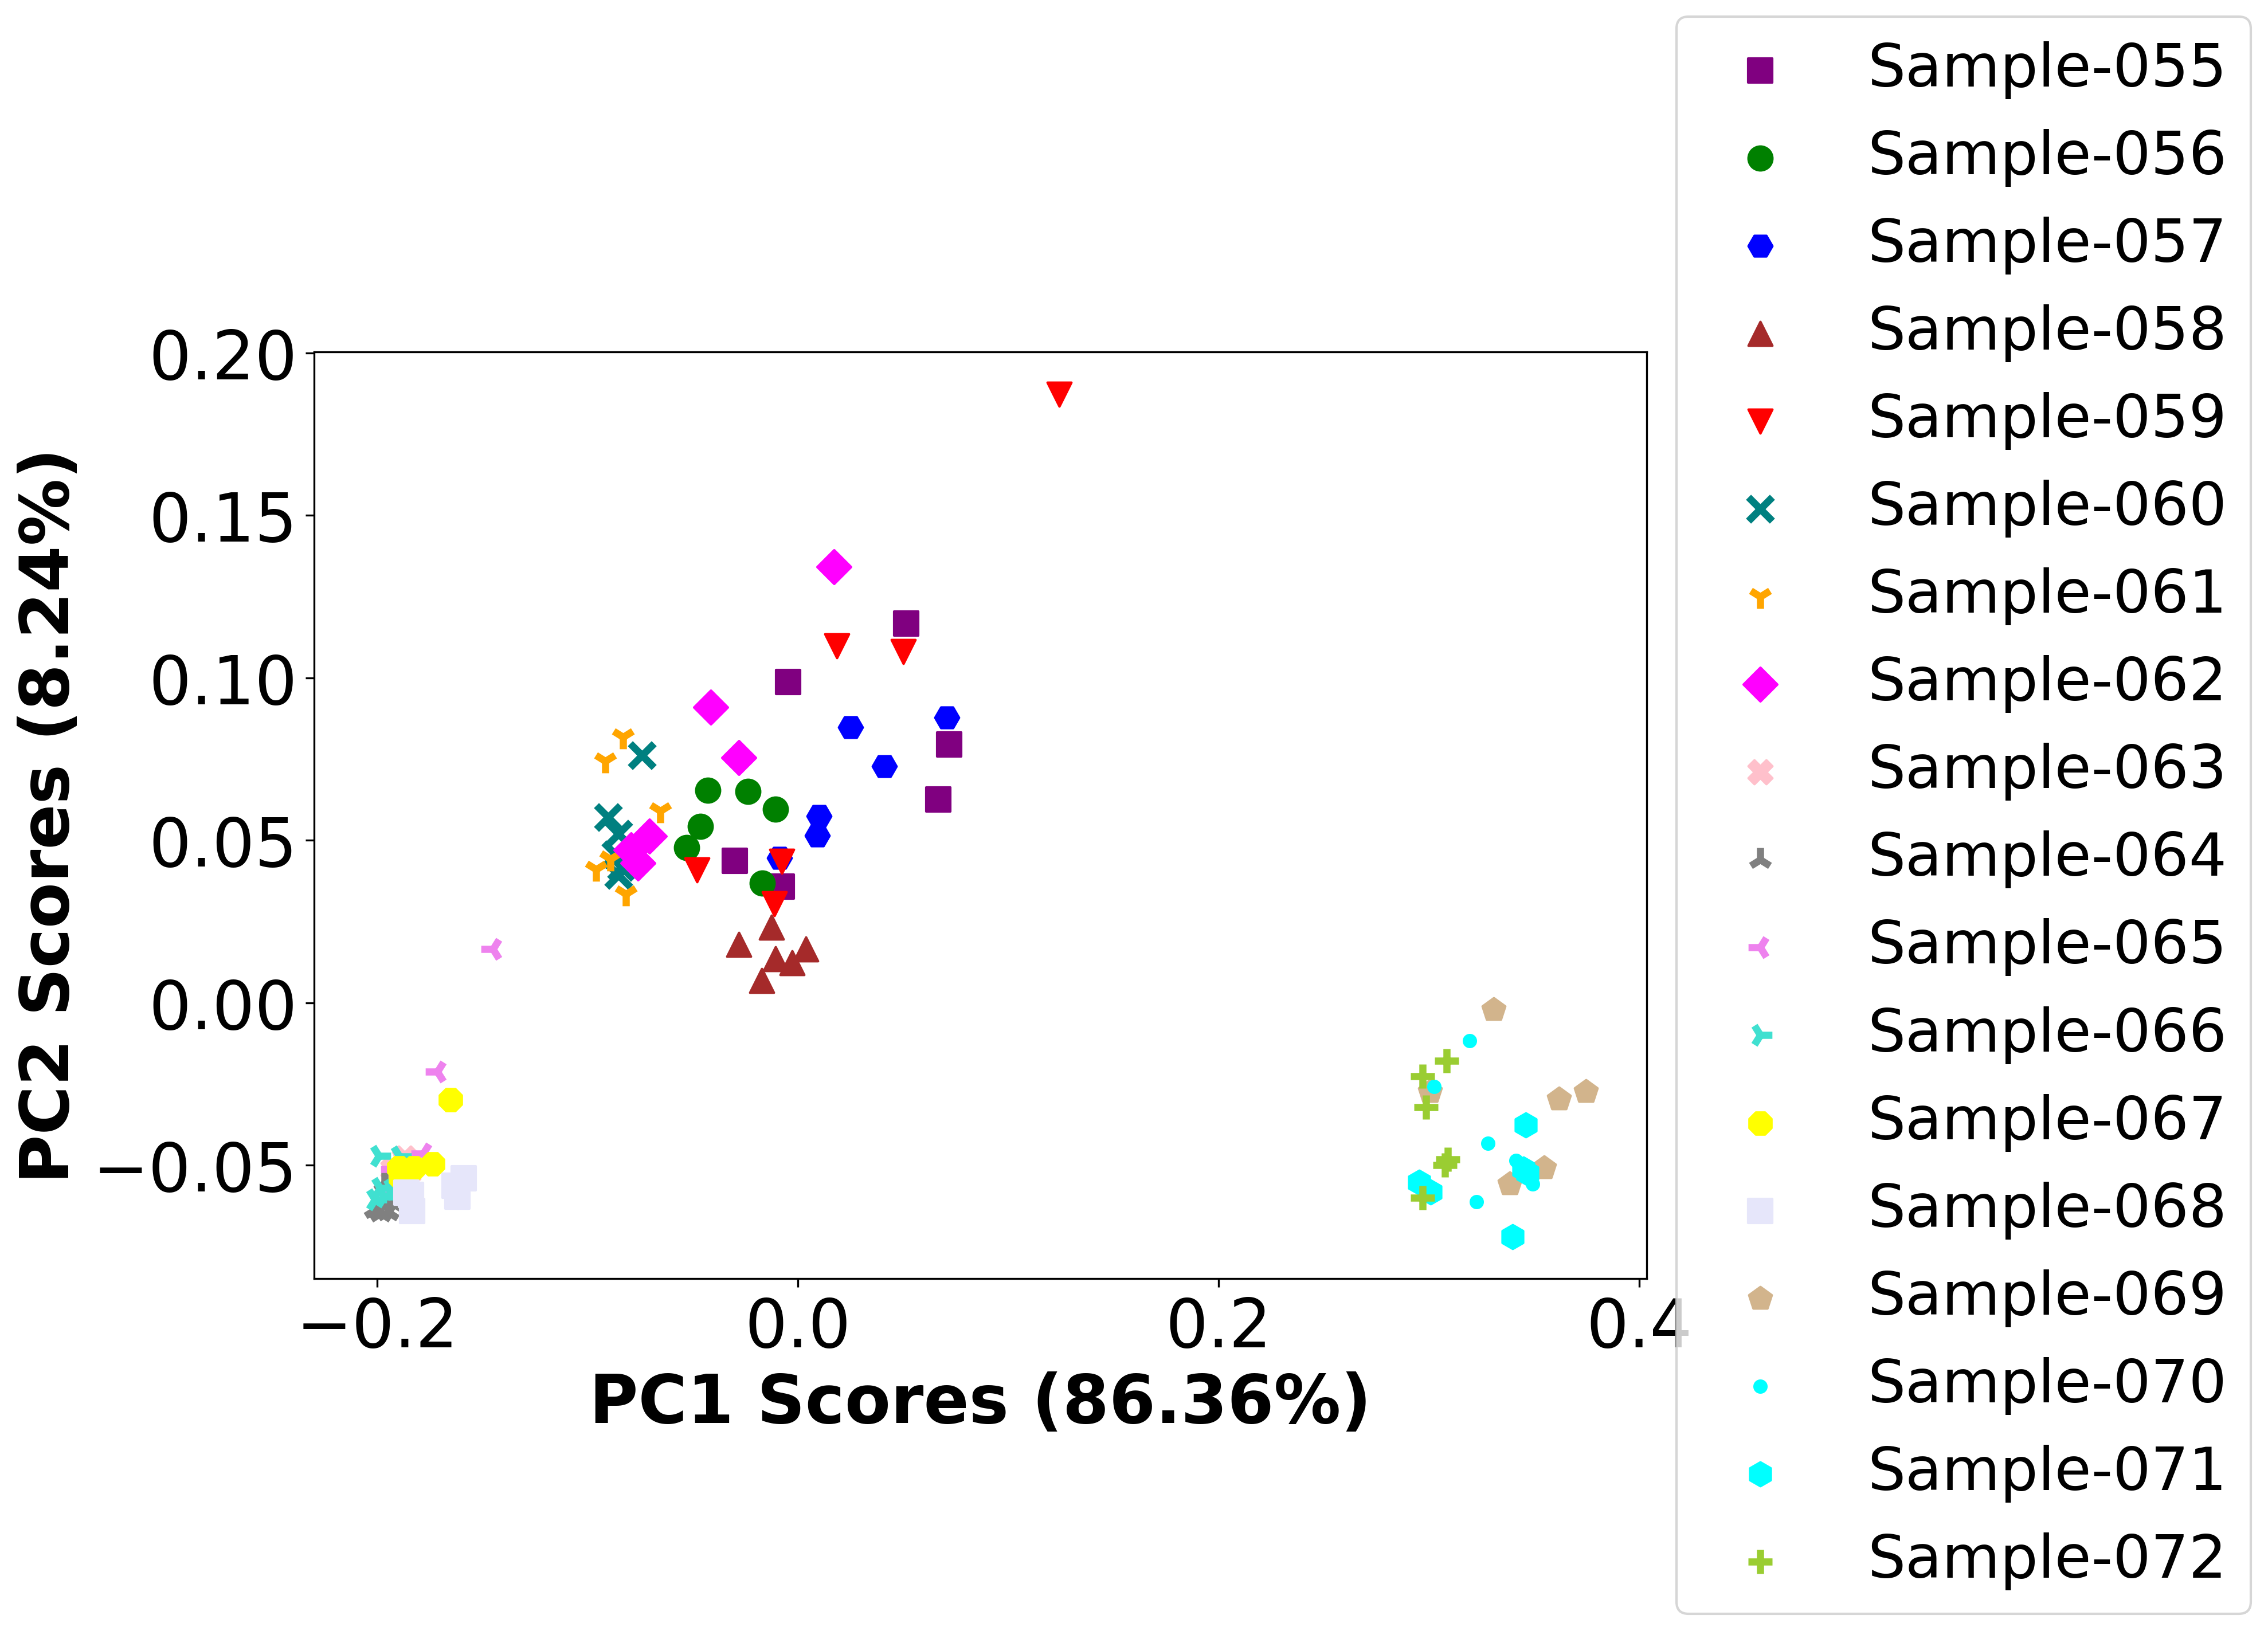 Sample-055
Sample-056
Sample-057
Sample-058
Sample-059
Sample-060
Sample-061
Sample-062
Sample-063
Sample-064
Sample-065
Sample-066
Sample-067
Sample-068
Sample-069
Sample-070
Sample-071
Sample-072
PC2 Scores (8.24%)
0.20
0.15
0.10
0.05
0.00
−0.05
−0.2 0.0 0.2 0.4
PC1 Scores (86.36%)